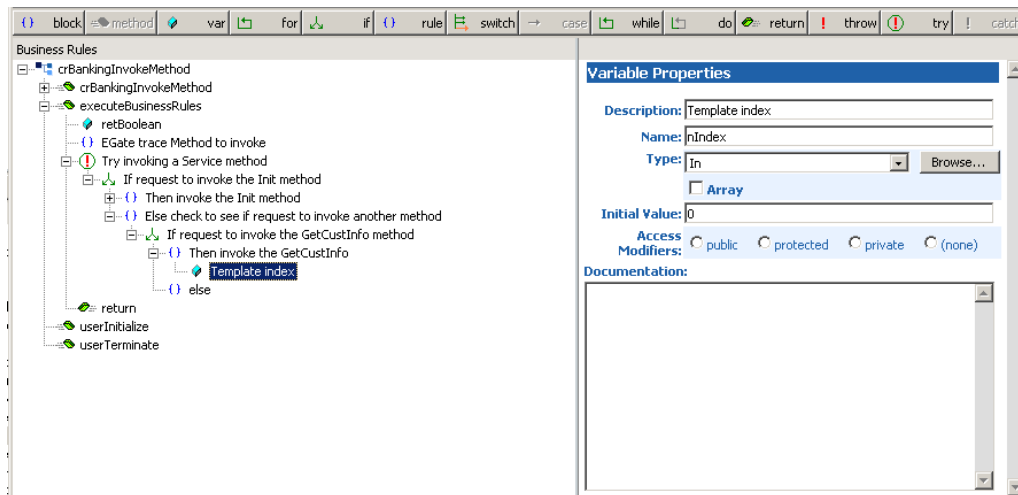 {} block method var for if {} rule switch case while do return throw try catch
Business Rules
crBankingInvokeMethod
crBankingInvokeMethod
executeBusinessRules
retBoolean
{} EGate trace Method to invoke
Try invoking a Service method
If request to invoke the Init method
{} Then invoke the Init method
{} Else check to see if request to invoke another method
If request to invoke the GetCustInfo method
{} Then invoke the GetCustInfo
Template index
{} else
return
userInitialize
userTerminate
Variable Properties
Description: Template index
Name: nIndex
Type: In Browse...
Array
Initial Value: 0
Access Modifiers: public protected private (none)
Documentation: